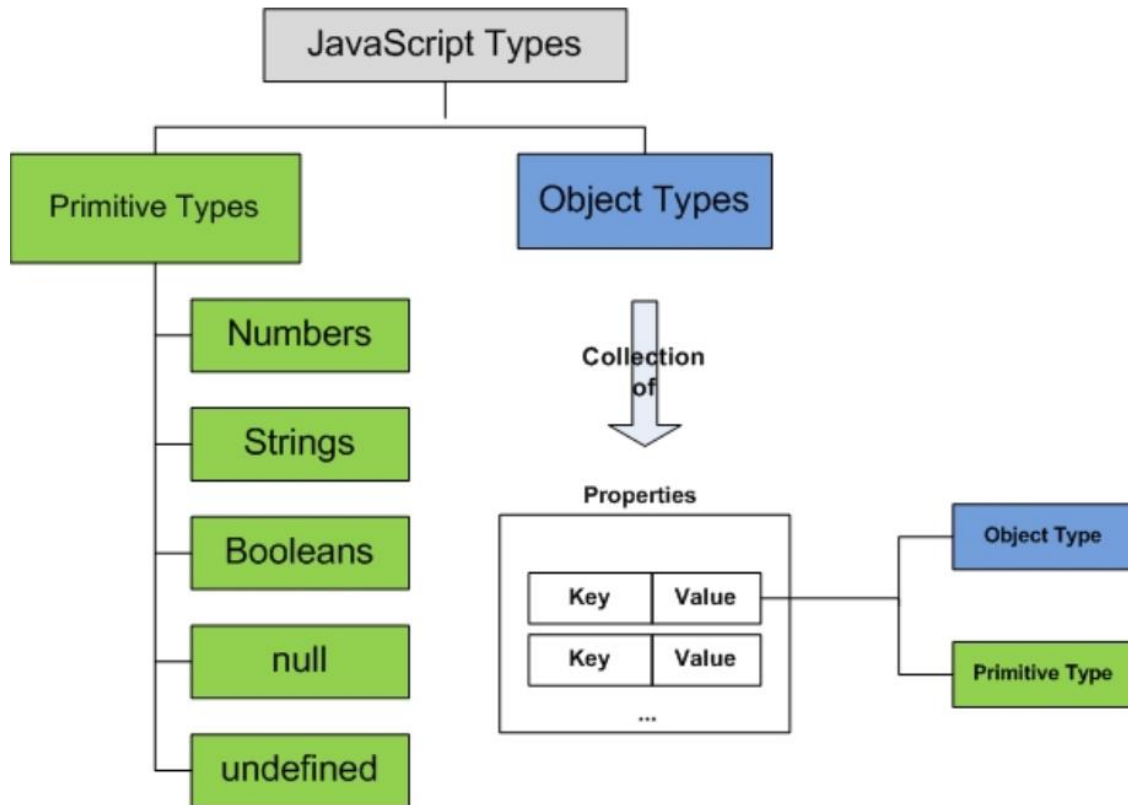 JavaScript Types
Primitive Types
Object Types
Numbers
Strings
Booleans
null
undefined
Collection
of
Properties
Key
Value
Key
Value
...
Object Type
Primitive Type